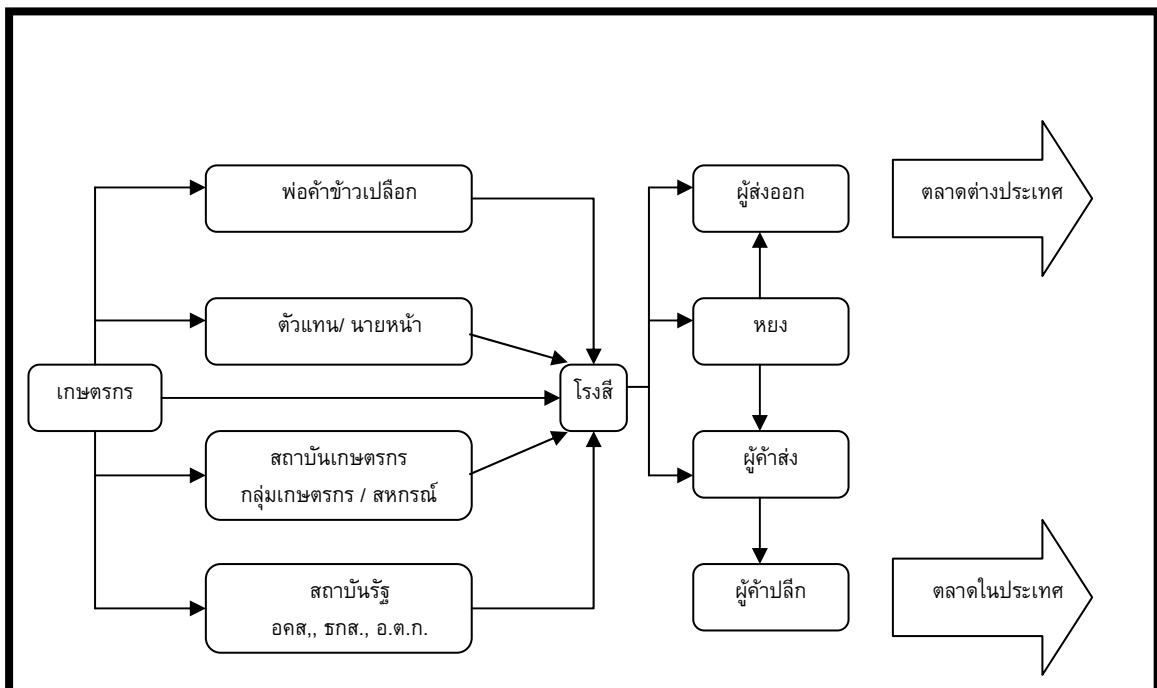 พ่อค้าข้าวเปลือก
ผู้ส่งออก
ตลาดต่างประเทศ
ตัวแทน/ นายหน้า
หยง
เกษตรกร
โรงสี
สถาบันเกษตรกร
กลุ่มเกษตรกร / สหกรณ์
ผู้ค้าส่ง
สถาบันรัฐ
อคส,, ธกส., อ.ต.ก.
ผู้ค้าปลีก
ตลาดในประเทศ